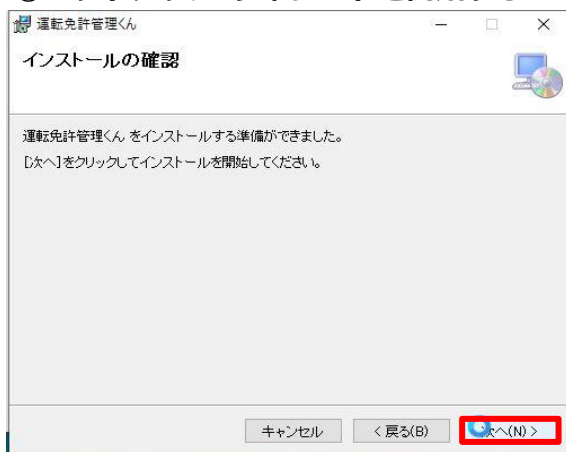 運転免許管理くん
インストールの確認
運転免許管理くん をインストールする準備ができました。
[次へ]をクリックしてインストールを開始してください。
キャンセル
< 戻る(B)
へ(N) >